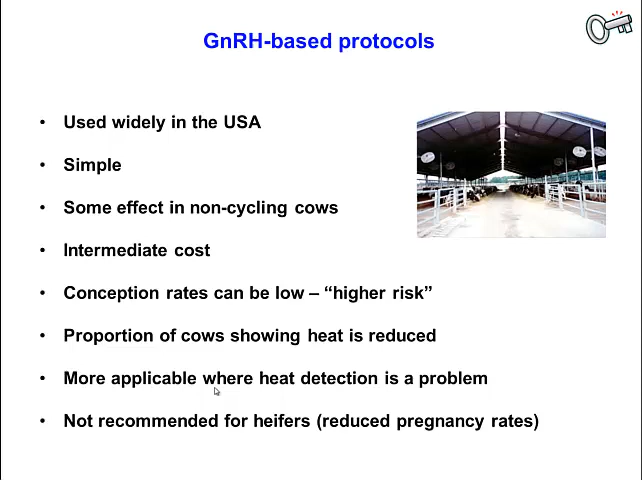 GnRH-based protocols
• Used widely in the USA
• Simple
• Some effect in non-cycling cows
• Intermediate cost
• Conception rates can be low – “higher risk”
• Proportion of cows showing heat is reduced
• More applicable where heat detection is a problem
• Not recommended for heifers (reduced pregnancy rates)